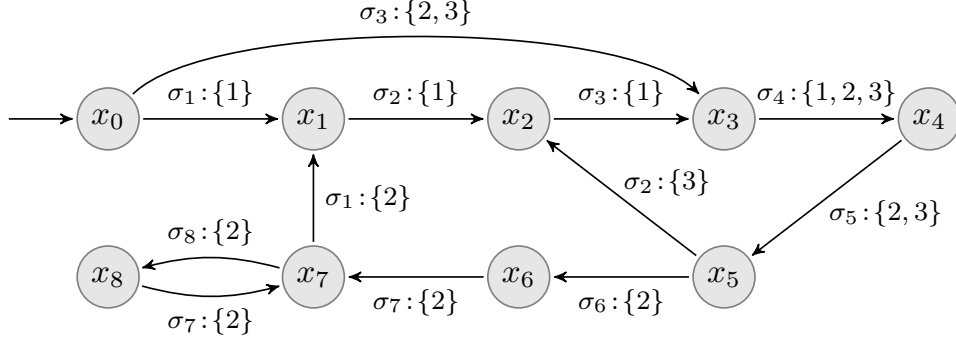 σ₃:{2, 3}
σ₁:{1} σ₂:{1} σ₃:{1} σ₄:{1, 2, 3}
x₀ x₁ x₂ x₃ x₄
σ₁:{2} σ₂:{3} σ₅:{2, 3}
σ₈:{2}
x₈ x₇ x₆ x₅
σ₇:{2} σ₆:{2}
σ₇:{2}